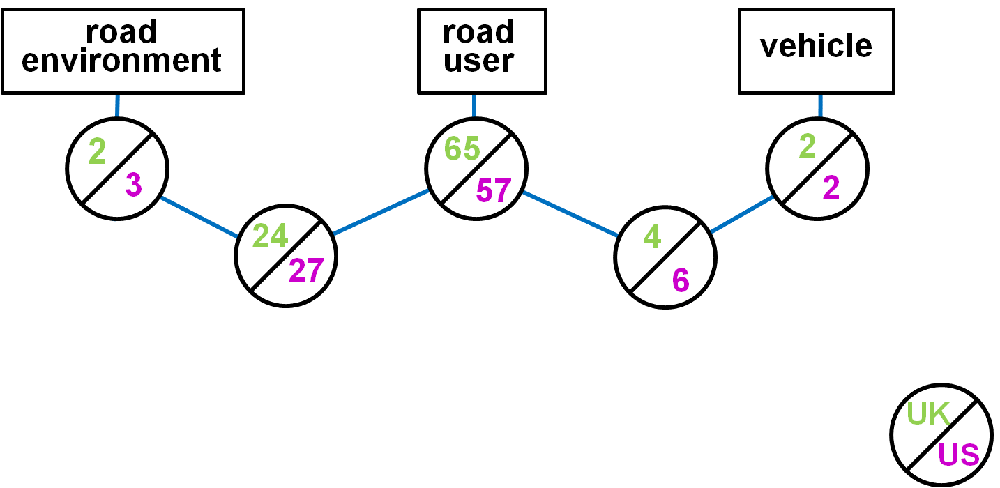 road
environment
road
user
vehicle
2
3
65
57
2
2
24
27
4
6
UK
US